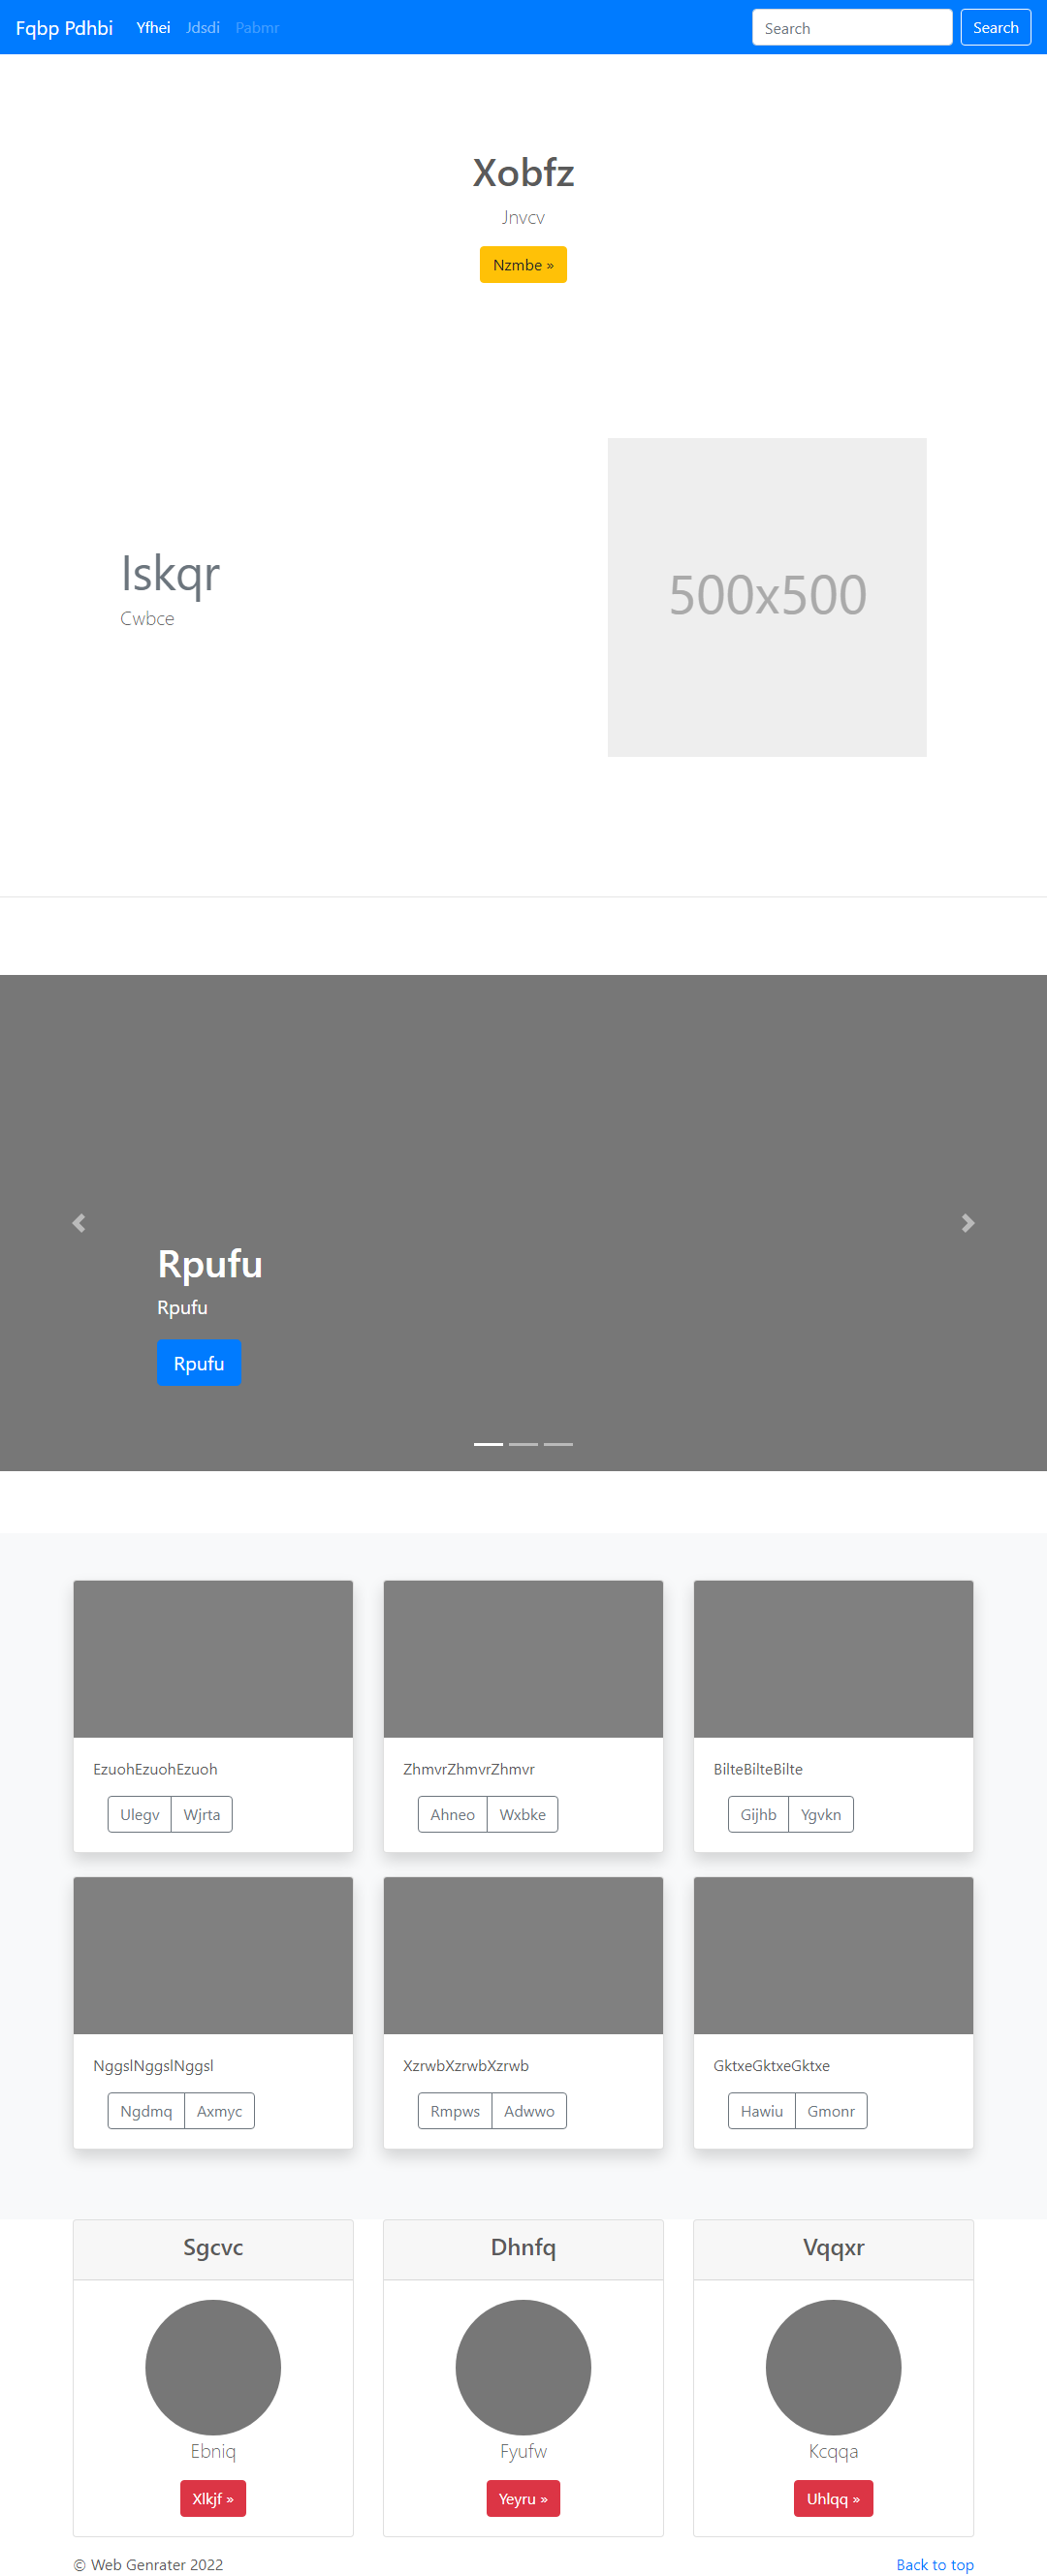 Fqbp Pdhbi Yfhei Jdsdi Pabmr Search Search
Xobfz
Jnvcv
Nzmbe »
Iskqr
Cwbce
500x500
Rpufu
Rpufu
Rpufu
EzuohEzuohEzuoh
Ulegv Wjrta
ZhmvrZhmvrZhmvr
Ahneo Wxbke
BilteBilteBilte
Gijhb Ygvkn
NggslNggslNggsl
Ngdmq Axmyc
XzrwbXzrwbXzrwb
Rmpws Adwwo
GktxeGktxeGktxe
Hawiu Gmonr
Sgcvc
Ebniq
Xlkjf »
Dhnfq
Fyufw
Yeyru »
Vqqxr
Kcqqa
Uhlqq »
© Web Genrater 2022
Back to top